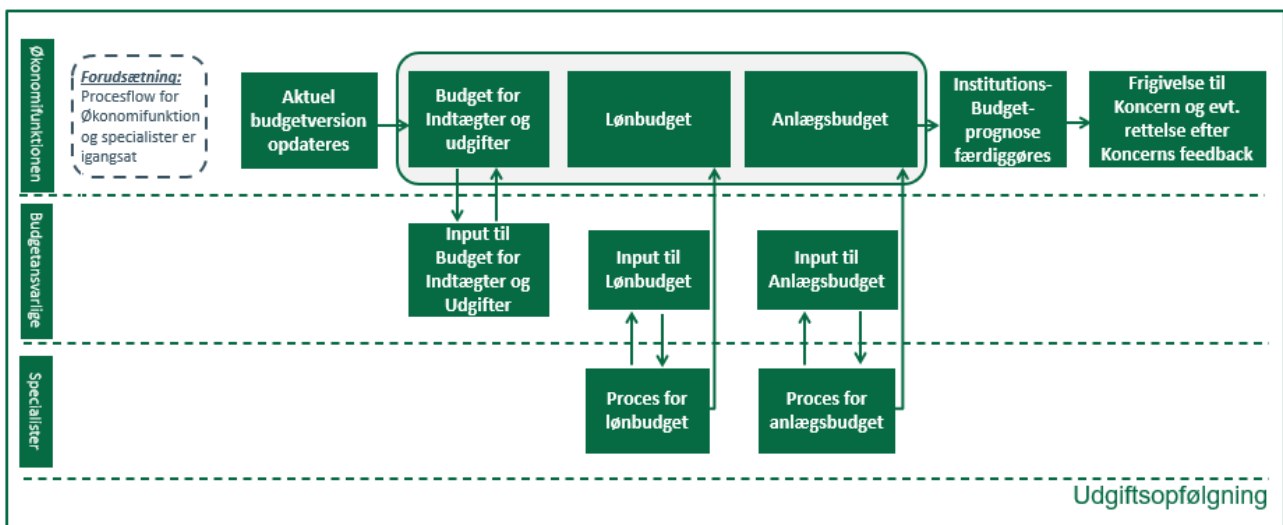 Økonomifunktionen
Forudsætning:
Procesflow for
Økonomifunktion
og specialister er
igangsat
Aktuel
budgetversion
opdateres
Budget for
Indtægter og
udgifter
Lønbudget
Anlægsbudget
Institutions-
Budget-
prognose
færdiggøres
Frigivelse til
Koncern og evt.
rettelse efter
Koncerns feedback
Budgetansvarlige
Input til
Budget for
Indtægter og
Udgifter
Input til
Lønbudget
Input til
Anlægsbudget
Specialister
Proces for
lønbudget
Proces for
anlægsbudget
Udgiftsopfølgning